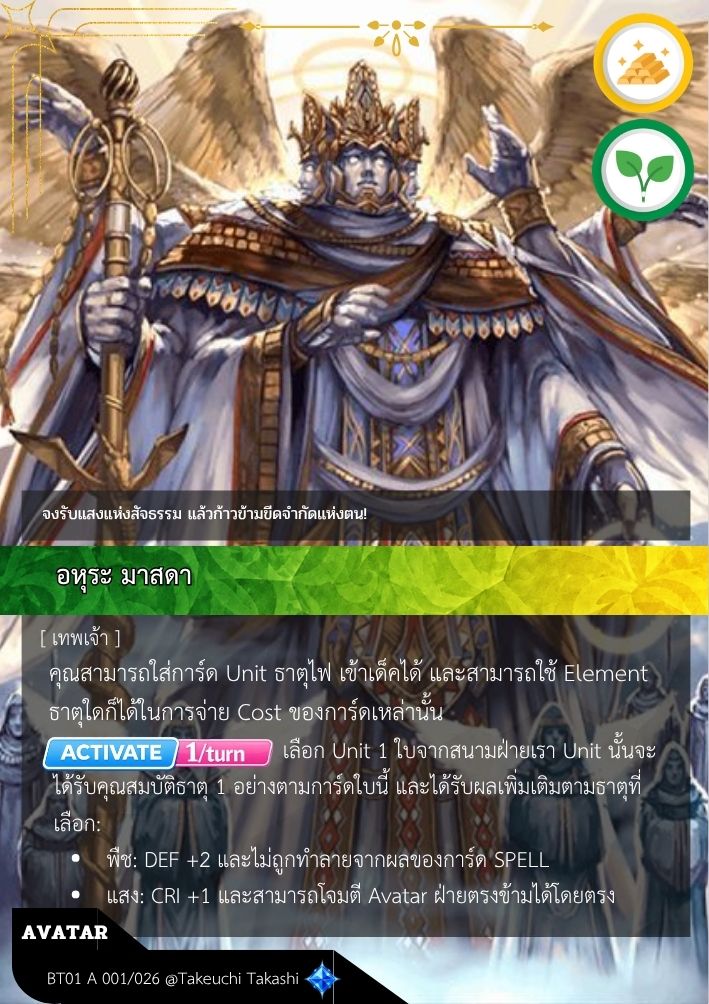 จงรับแสงแห่งสัจธรรม แล้วก้าวข้ามขีดจำกัดแห่งตน!
อหุระ มาสดา
[ เทพเจ้า ]
คุณสามารถใส่การ์ด Unit ธาตุไฟ เข้าเด็คได้ และสามารถใช้ Element
ธาตุใดก็ได้ในการจ่าย Cost ของการ์ดเหล่านั้น
ACTIVATE 1/turn เลือก Unit 1 ใบจากสนามฝ่ายเรา Unit นั้นจะ
ได้รับคุณสมบัติธาตุ 1 อย่างตามการ์ดใบนี้ และได้รับผลเพิ่มเติมตามธาตุที่
เลือก:
• พืช: DEF +2 และไม่ถูกทำลายจากผลของการ์ด SPELL
• แสง: CRI +1 และสามารถโจมตี Avatar ฝ่ายตรงข้ามได้โดยตรง
AVATAR
BT01 A 001/026 @Takeuchi Takashi